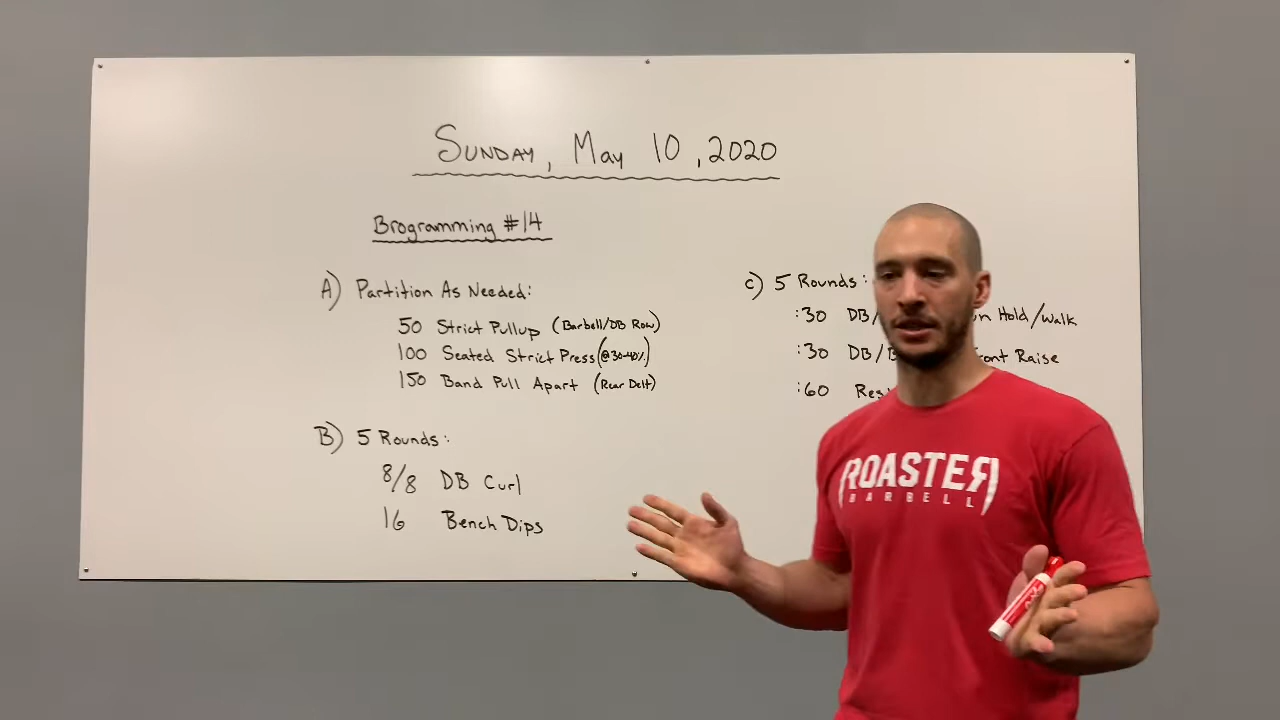 Sunday, May 10, 2020
Brogramming #14
A) Partition As Needed:
50 Strict Pullup (Barbell/DB Row)
100 Seated Strict Press (@30-40%)
150 Band Pull Apart (Rear Delt)
B) 5 Rounds:
8/8 DB Curl
16 Bench Dips
C) 5 Rounds:
:30 DB/ Hold/Walk
:30 DB/ Raise
:60
ROASTER
BARBELL